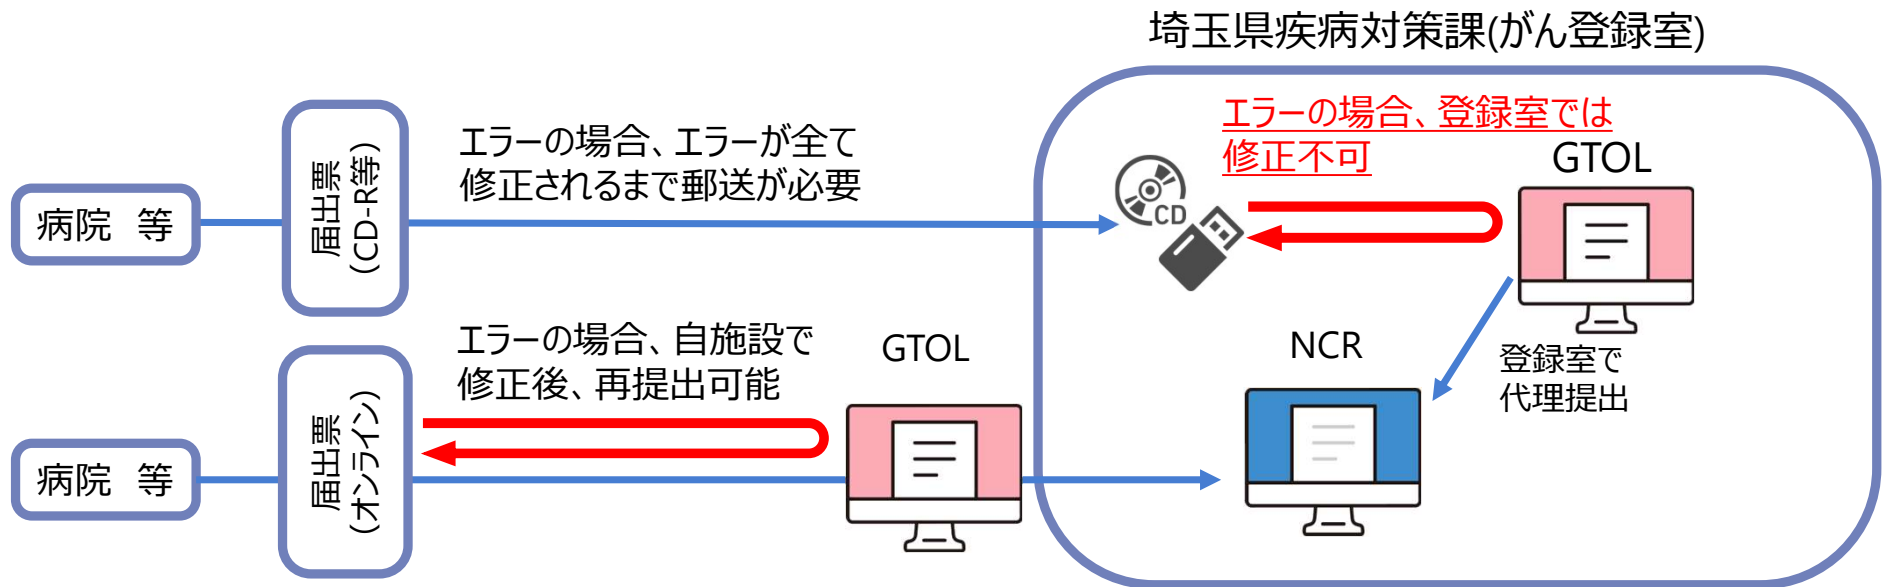 埼玉県疾病対策課(がん登録室)
病院　等
届出票
(CD-R等)
エラーの場合、エラーが全て
修正されるまで郵送が必要
エラーの場合、登録室では
修正不可
CD
GTOL
登録室で
代理提出
病院　等
届出票
(オンライン)
エラーの場合、自施設で
修正後、再提出可能
GTOL
NCR